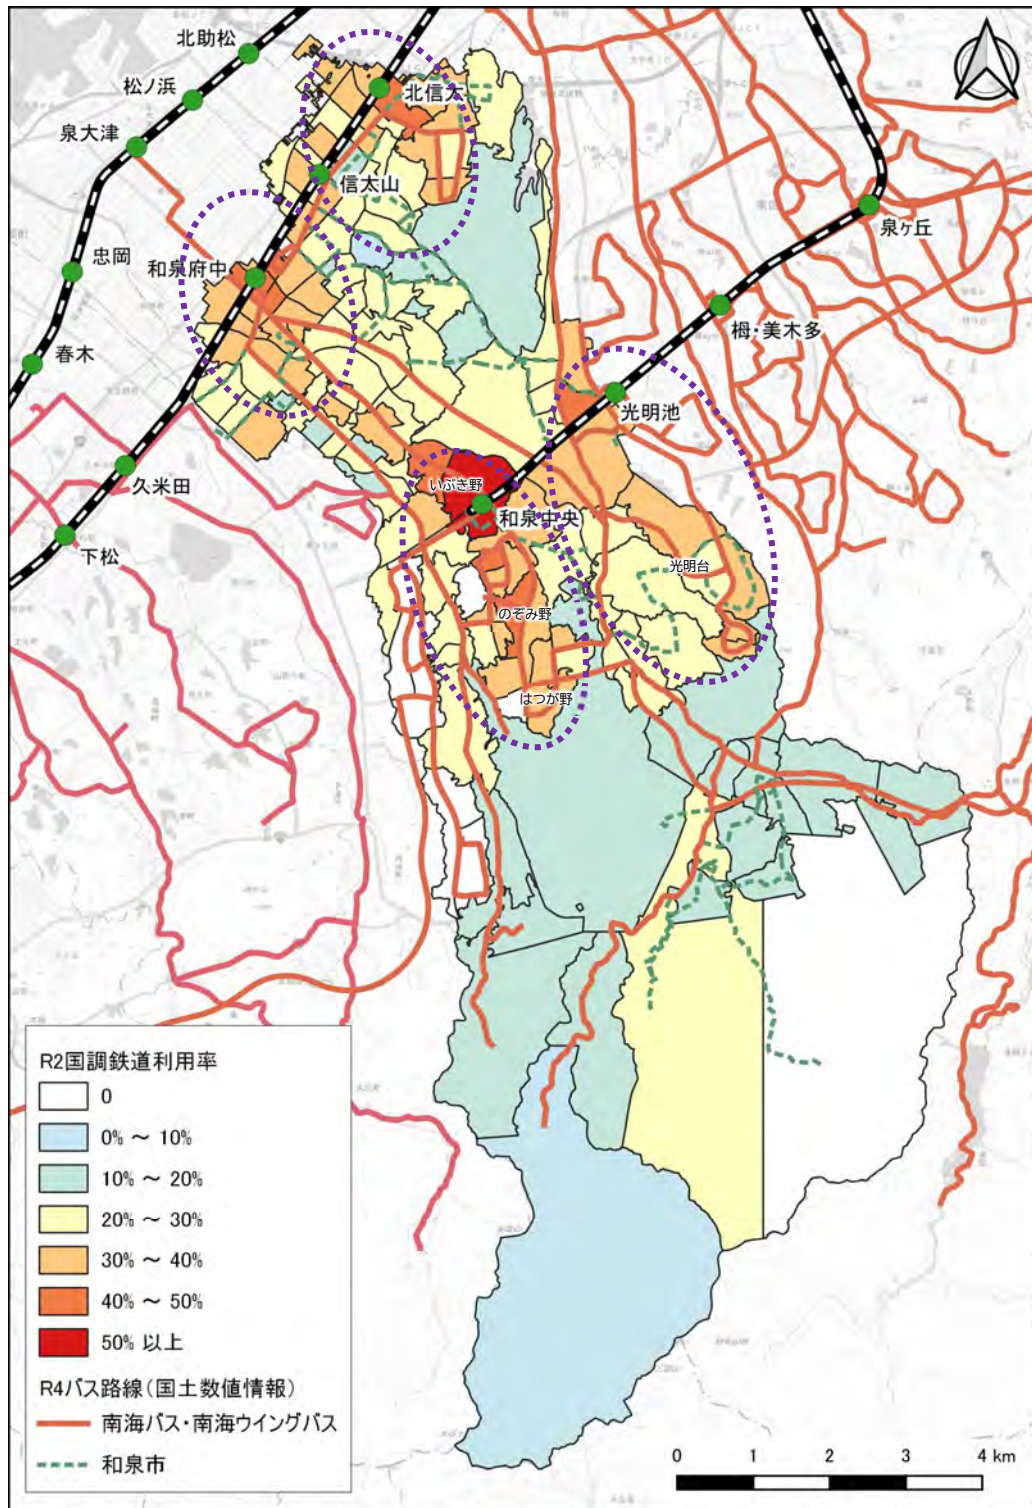 北助松
松ノ浜
北信太
泉大津
信太山
泉ヶ丘
忠岡
和泉府中
栂・美木多
春木
光明池
久米田
いぶき野
和泉中央
下松
光明台
のぞみ野
はつが野
R2国調鉄道利用率
0
0% ～ 10%
10% ～ 20%
20% ～ 30%
30% ～ 40%
40% ～ 50%
50% 以上
R4バス路線（国土数値情報）
南海バス・南海ウイングバス
和泉市
0 1 2 3 4 km